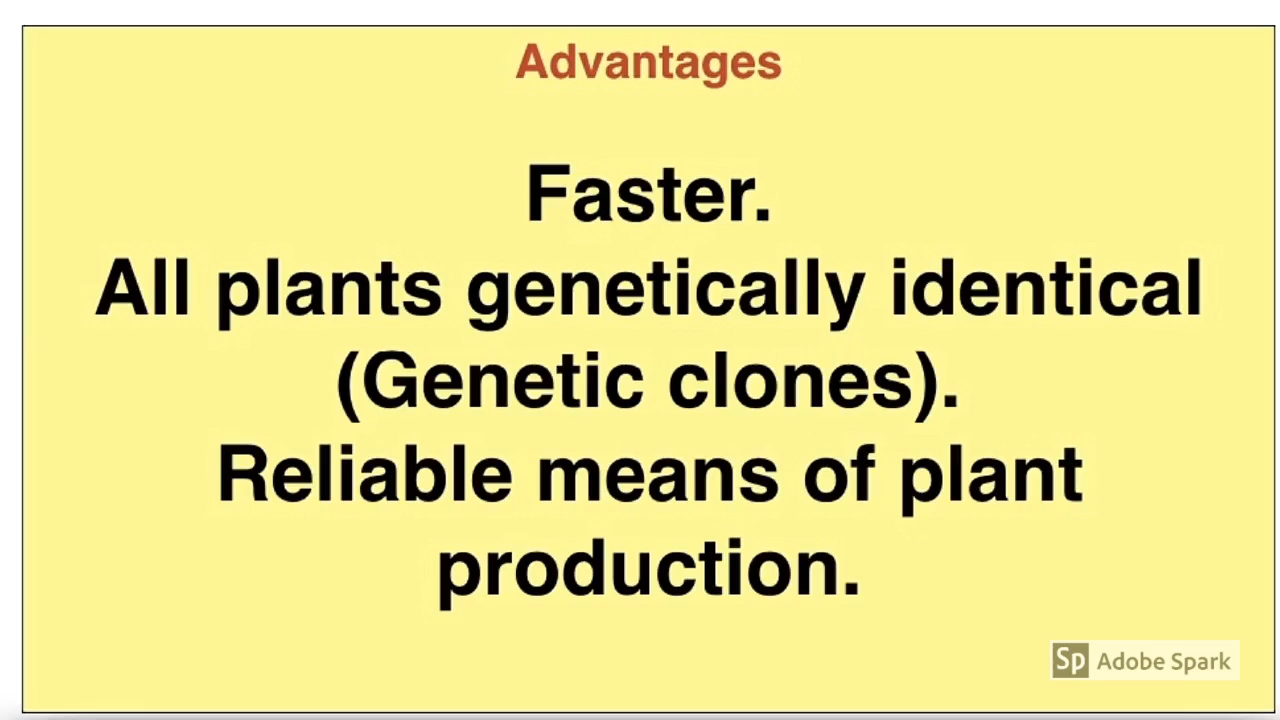 Advantages
Faster.
All plants genetically identical
(Genetic clones).
Reliable means of plant
production.
Sp Adobe Spark